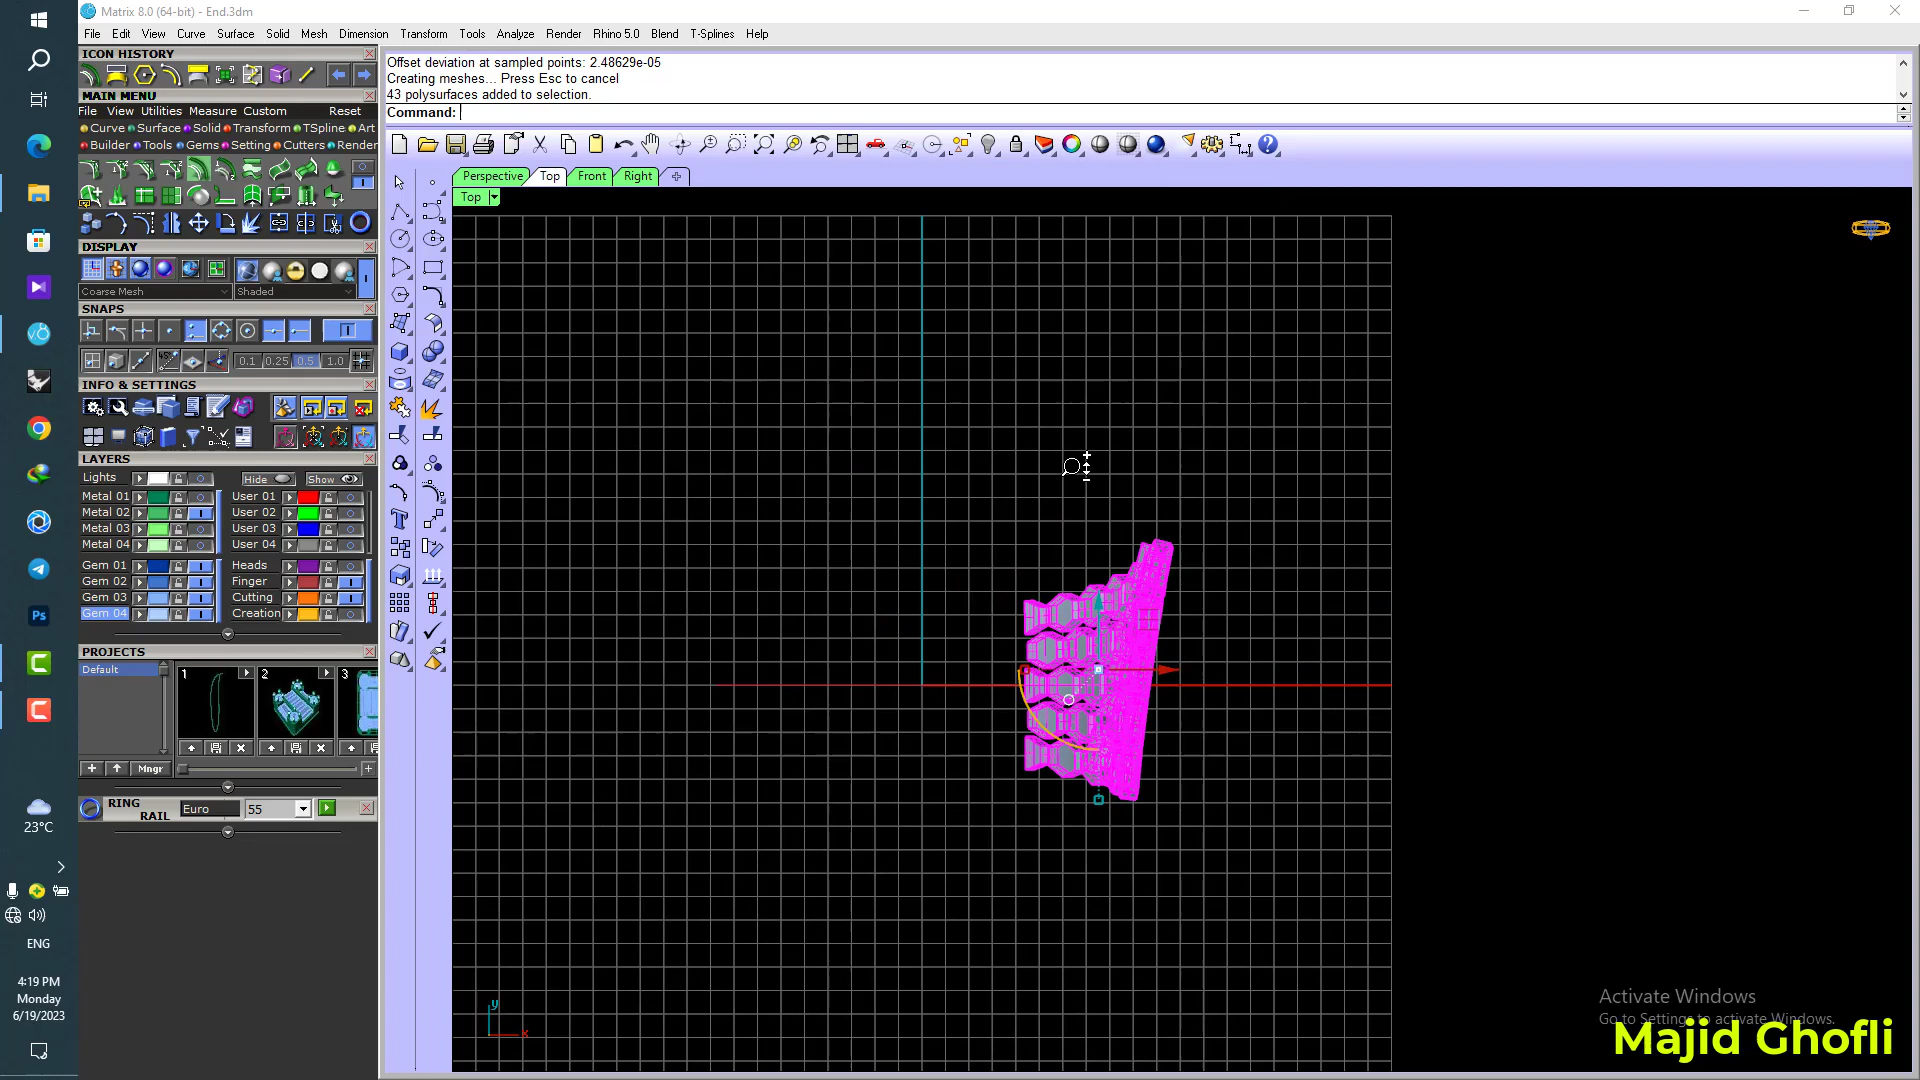 Matrix 8.0 (64-bit) - End.3dm
File Edit View Curve Surface Solid Mesh Dimension Transform Tools Analyze Render Rhino 5.0 Blend T-Splines Help
ICON HISTORY
MAIN MENU
File View Utilities Measure Custom Reset
Curve Surface Solid Transform TSpline Art
Builder Tools Gems Setting Cutters Render
DISPLAY
Coarse Mesh Shaded
SNAPS
0.1 0.25 0.5 1.0
INFO & SETTINGS
LAYERS
Lights Hide Show
Metal 01 User 01
Metal 02 User 02
Metal 03 User 03
Metal 04 User 04
Gem 01 Heads
Gem 02 Finger
Gem 03 Cutting
Gem 04 Creation
PROJECTS
Default
1 2 3
Mngr
RING RAIL Euro 55
Offset deviation at sampled points: 2.48629e-05
Creating meshes... Press Esc to cancel
43 polysurfaces added to selection.
Command:
Perspective Top Front Right
Top
y
x
23°C
ENG
4:19 PM
Monday
6/19/2023
Activate Windows
Go to Settings to activate Windows.
Majid Ghofli